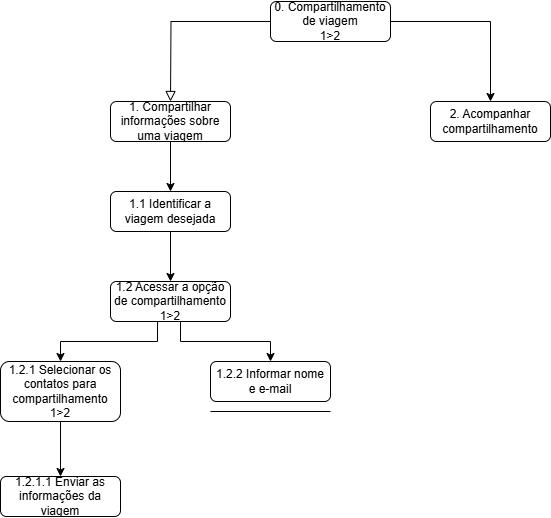 0. Compartilhamento
de viagem
1>2
1. Compartilhar
informações sobre
uma viagem
2. Acompanhar
compartilhamento
1.1 Identificar a
viagem desejada
1.2 Acessar a opção
de compartilhamento
1>2
1.2.1 Selecionar os
contatos para
compartilhamento
1>2
1.2.2 Informar nome
e e-mail
1.2.1.1 Enviar as
informações da
viagem